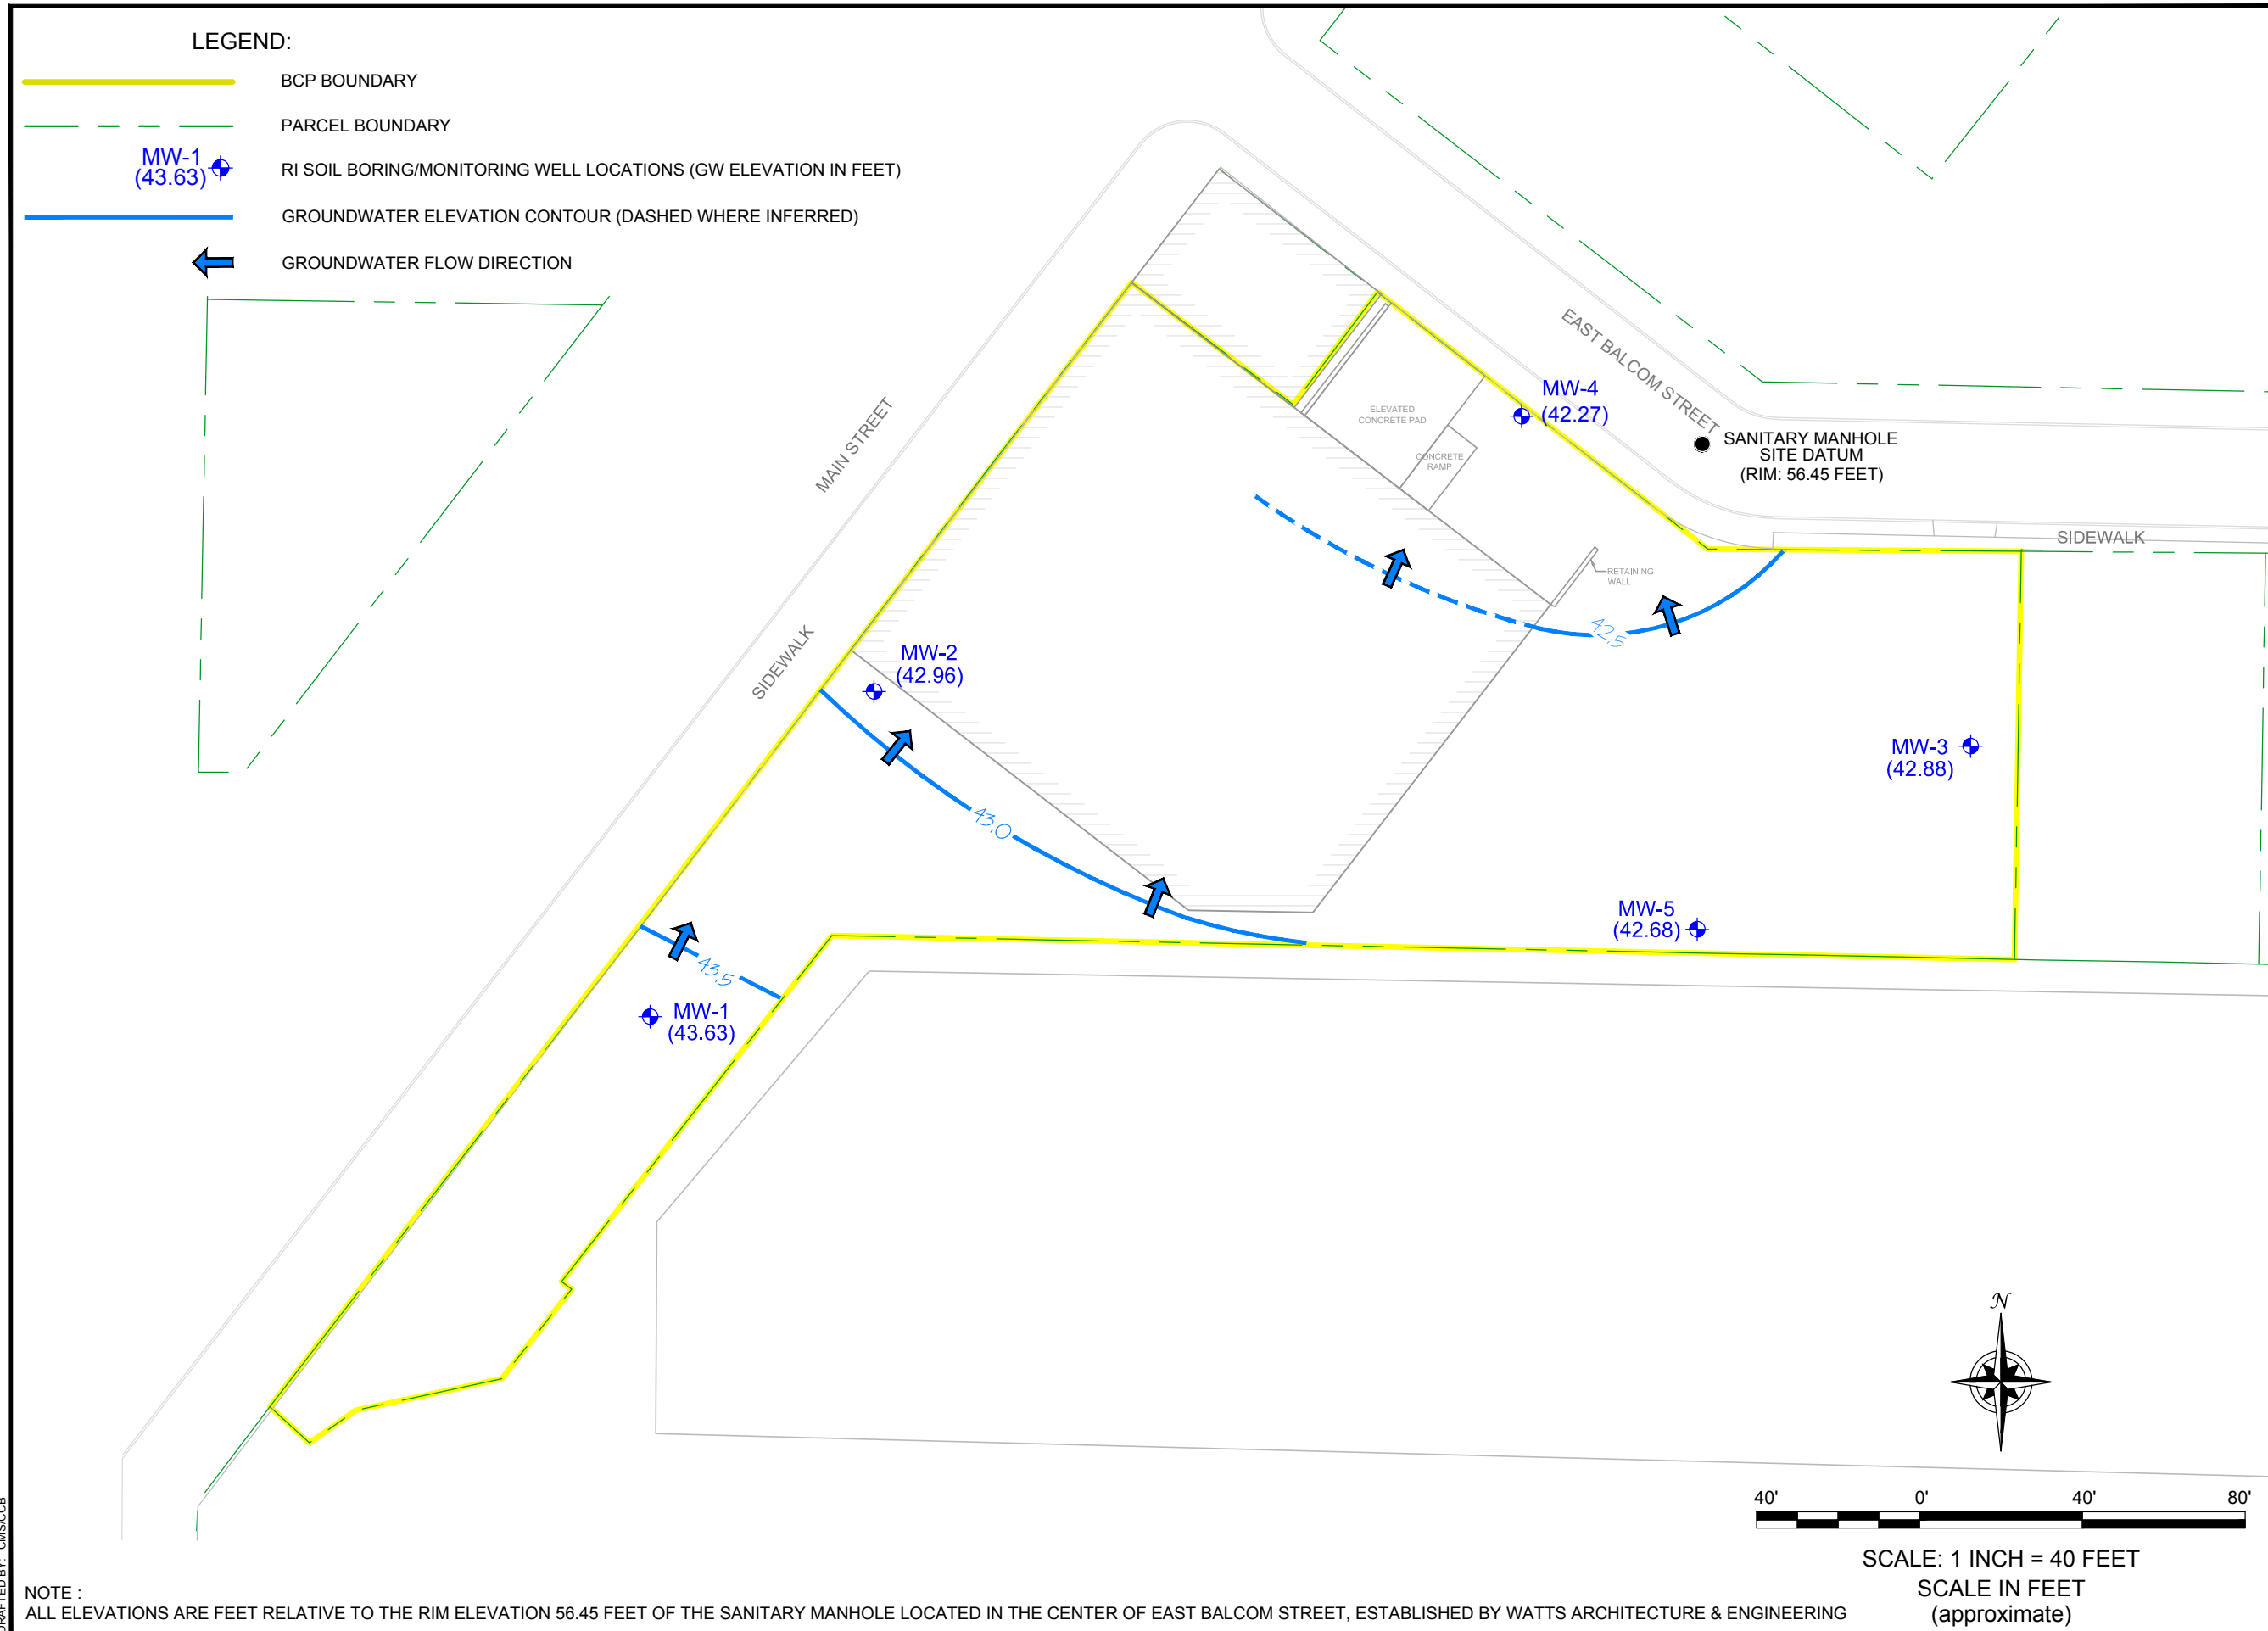 LEGEND:
BCP BOUNDARY
PARCEL BOUNDARY
MW-1
(43.63)
RI SOIL BORING/MONITORING WELL LOCATIONS (GW ELEVATION IN FEET)
GROUNDWATER ELEVATION CONTOUR (DASHED WHERE INFERRED)
GROUNDWATER FLOW DIRECTION
MAIN STREET
SIDEWALK
EAST BALCOM STREET
ELEVATED
CONCRETE PAD
CONCRETE
RAMP
MW-4
(42.27)
SANITARY MANHOLE
SITE DATUM
(RIM: 56.45 FEET)
SIDEWALK
RETAINING
WALL
42.5
MW-2
(42.96)
MW-3
(42.88)
43.0
MW-5
(42.68)
43.5
MW-1
(43.63)
N
40'
0'
40'
80'
SCALE: 1 INCH = 40 FEET
SCALE IN FEET
(approximate)
NOTE :
ALL ELEVATIONS ARE FEET RELATIVE TO THE RIM ELEVATION 56.45 FEET OF THE SANITARY MANHOLE LOCATED IN THE CENTER OF EAST BALCOM STREET, ESTABLISHED BY WATTS ARCHITECTURE & ENGINEERING
DRAFTED BY: CMS/CCB